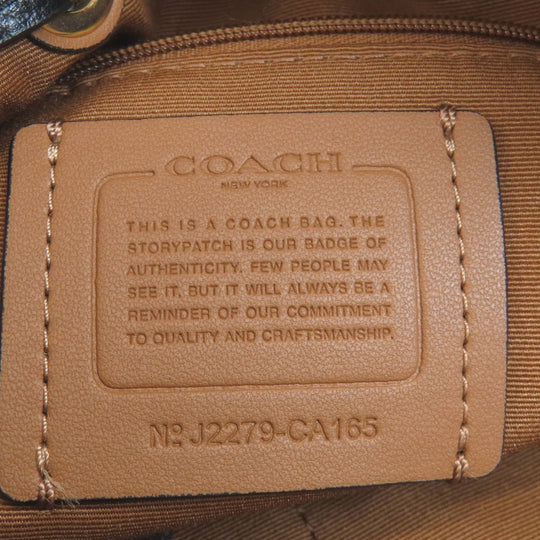 COACH
NEW YORK
THIS IS A COACH BAG. THE
STORYPATCH IS OUR BADGE OF
AUTHENTICITY. FEW PEOPLE MAY
SEE IT, BUT IT WILL ALWAYS BE A
REMINDER OF OUR COMMITMENT
TO QUALITY AND CRAFTSMANSHIP.
Nº J2279-CA165